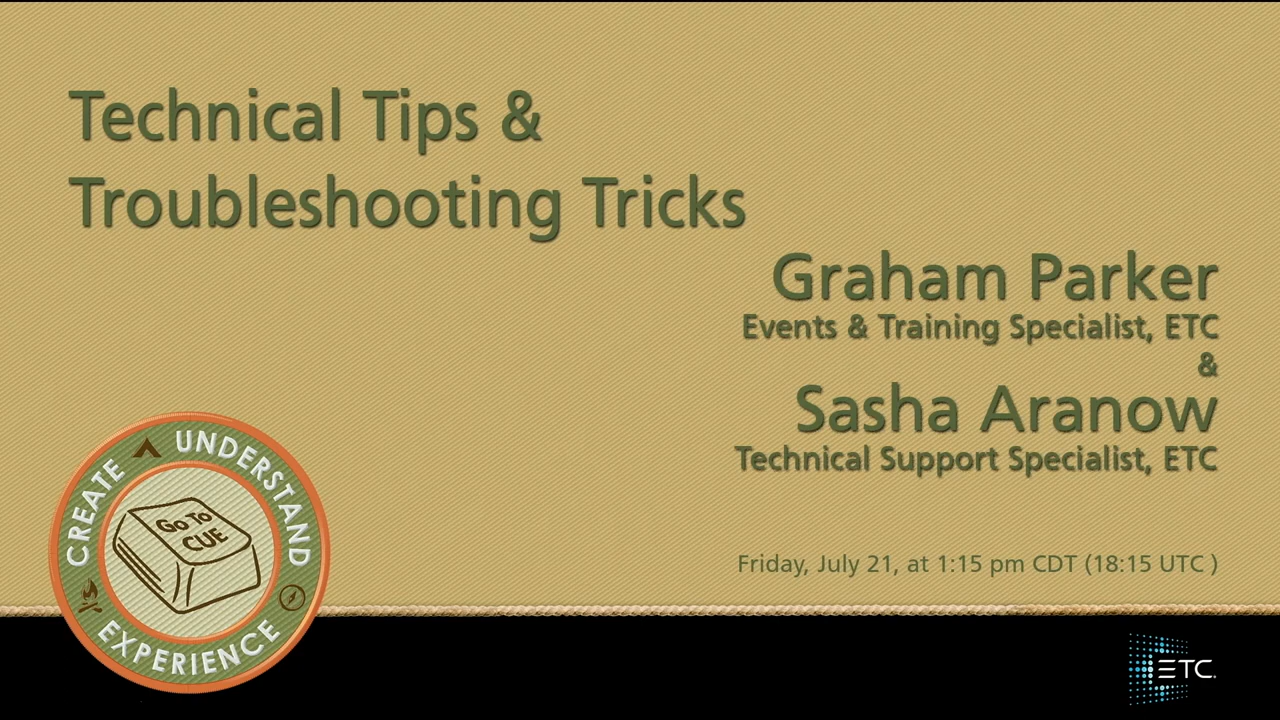 Technical Tips &
Troubleshooting Tricks
Graham Parker
Events & Training Specialist, ETC
&
Sasha Aranow
Technical Support Specialist, ETC
Friday, July 21, at 1:15 pm CDT (18:15 UTC )
CREATE UNDERSTAND
GO TO
CUE
EXPERIENCE
ETC